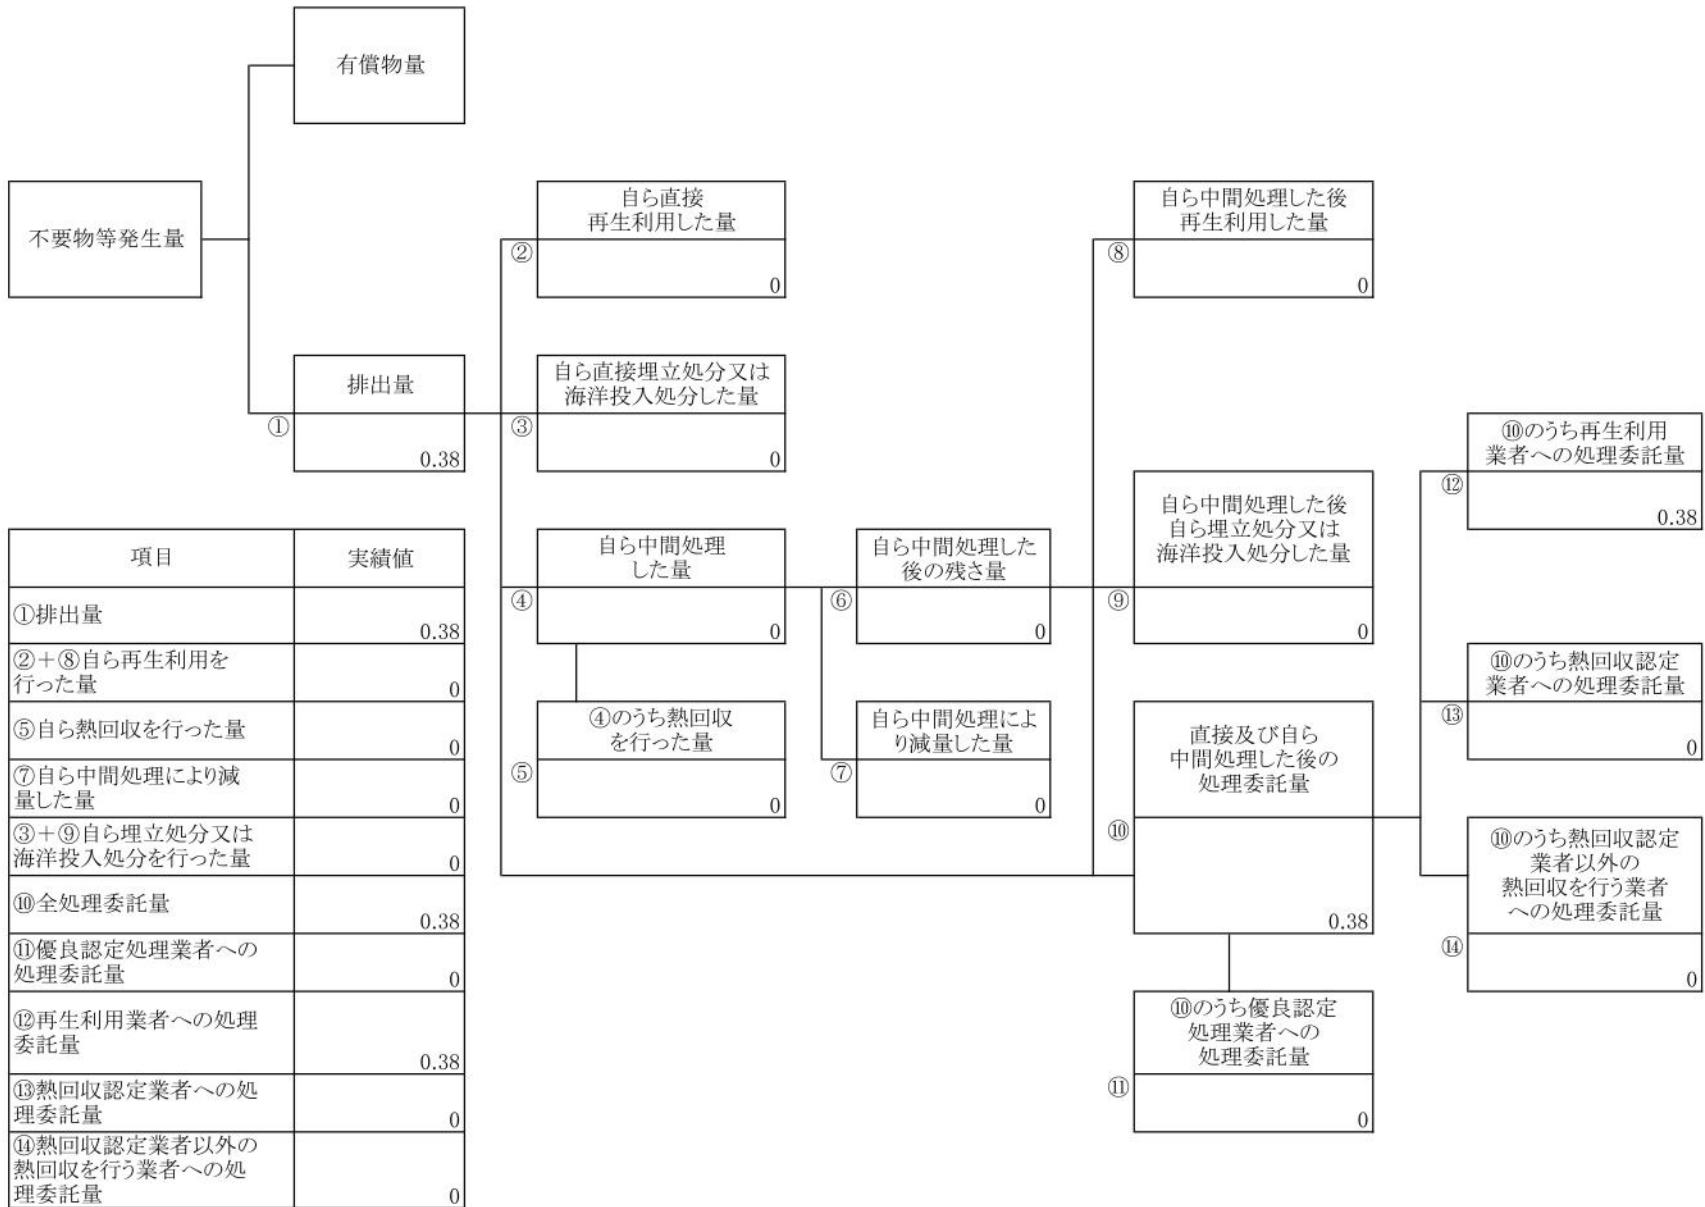 有償物量
不要物等発生量
自ら直接
再生利用した量
②
0
自ら中間処理した後
再生利用した量
⑧
0
排出量
①
0.38
自ら直接埋立処分又は
海洋投入処分した量
③
0
⑩のうち再生利用
業者への処理委託量
⑫
0.38
自ら中間処理
した量
④
0
自ら中間処理した
後の残さ量
⑥
0
自ら中間処理した後
自ら埋立処分又は
海洋投入処分した量
⑨
0
⑩のうち熱回収認定
業者への処理委託量
⑬
0
④のうち熱回収
を行った量
⑤
0
自ら中間処理によ
り減量した量
⑦
0
直接及び自ら
中間処理した後の
処理委託量
⑩
0.38
⑩のうち熱回収認定
業者以外の
熱回収を行う業者
への処理委託量
⑭
0
⑩のうち優良認定
処理業者への
処理委託量
⑪
0
項目 実績値
①排出量
0.38
②+⑧自ら再生利用を
行った量
0
⑤自ら熱回収を行った量
0
⑦自ら中間処理により減
量した量
0
③+⑨自ら埋立処分又は
海洋投入処分を行った量
0
⑩全処理委託量
0.38
⑪優良認定処理業者への
処理委託量
0
⑫再生利用業者への処理
委託量
0.38
⑬熱回収認定業者への処
理委託量
0
⑭熱回収認定業者以外の
熱回収を行う業者への処
理委託量
0